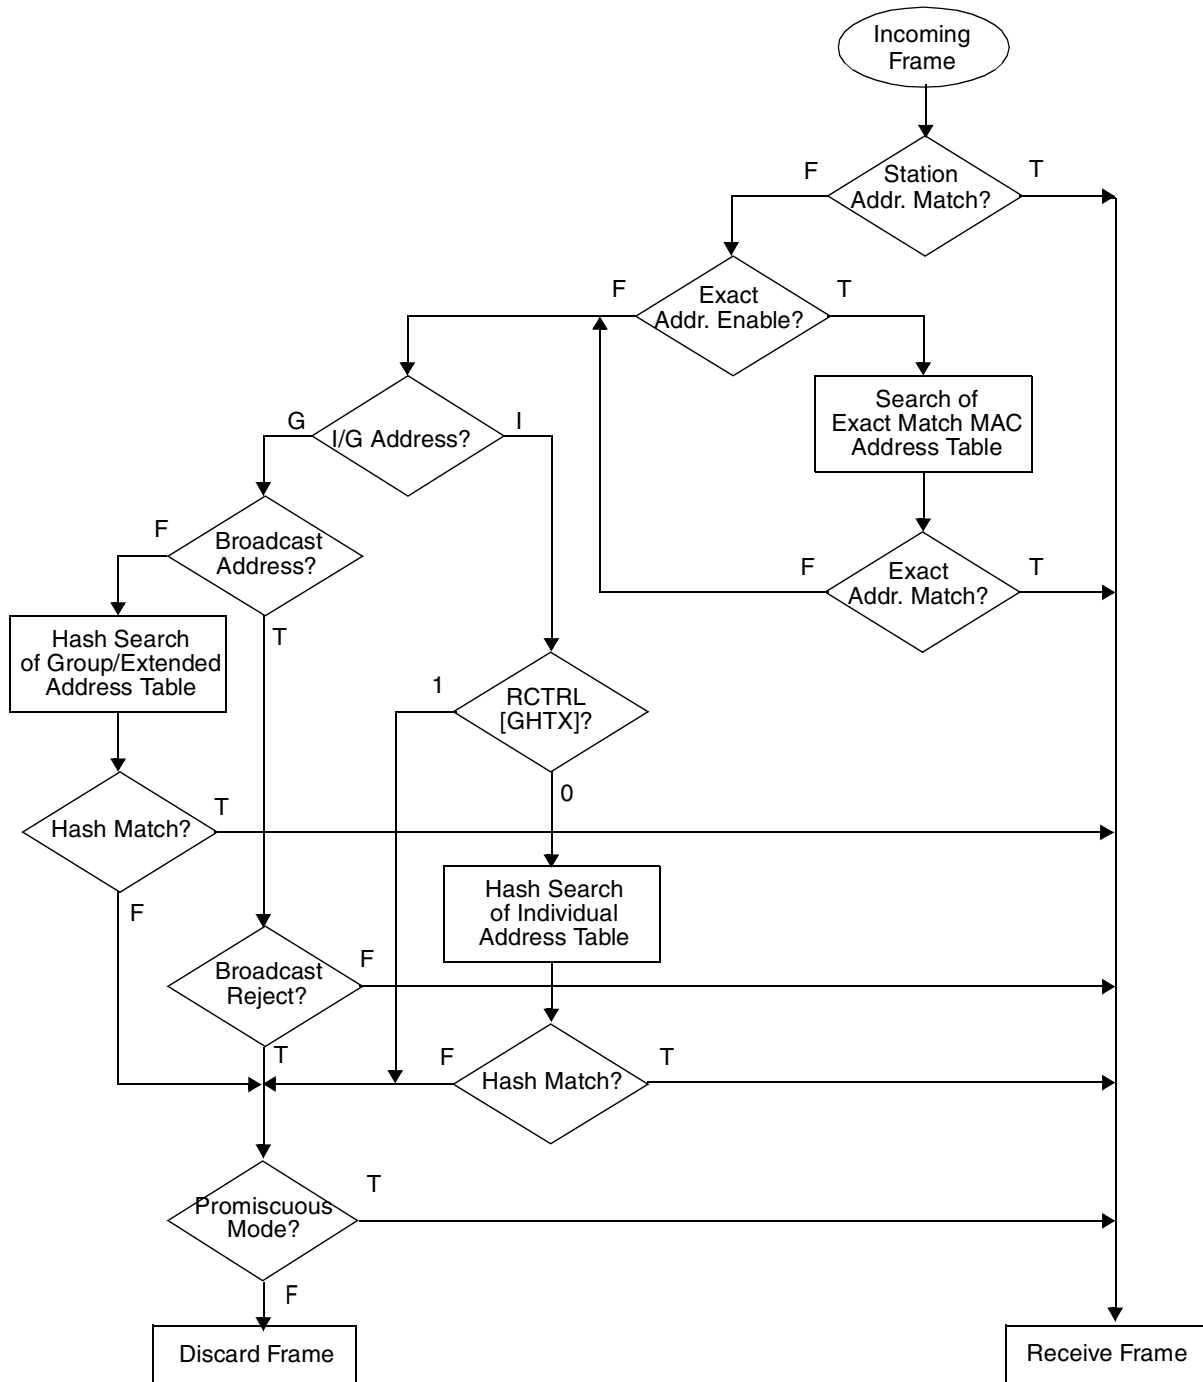 Incoming
Frame
F
Station
Addr. Match?
T
F
Exact
Addr. Enable?
T
Search of
Exact Match MAC
Address Table
G
I/G Address?
I
F
Broadcast
Address?
T
F
Exact
Addr. Match?
T
Hash Search
of Group/Extended
Address Table
1
RCTRL
[GHTX]?
0
Hash Match?
T
F
Hash Search
of Individual
Address Table
Broadcast
Reject?
F
T
F
Hash Match?
T
Promiscuous
Mode?
T
F
Discard Frame
Receive Frame